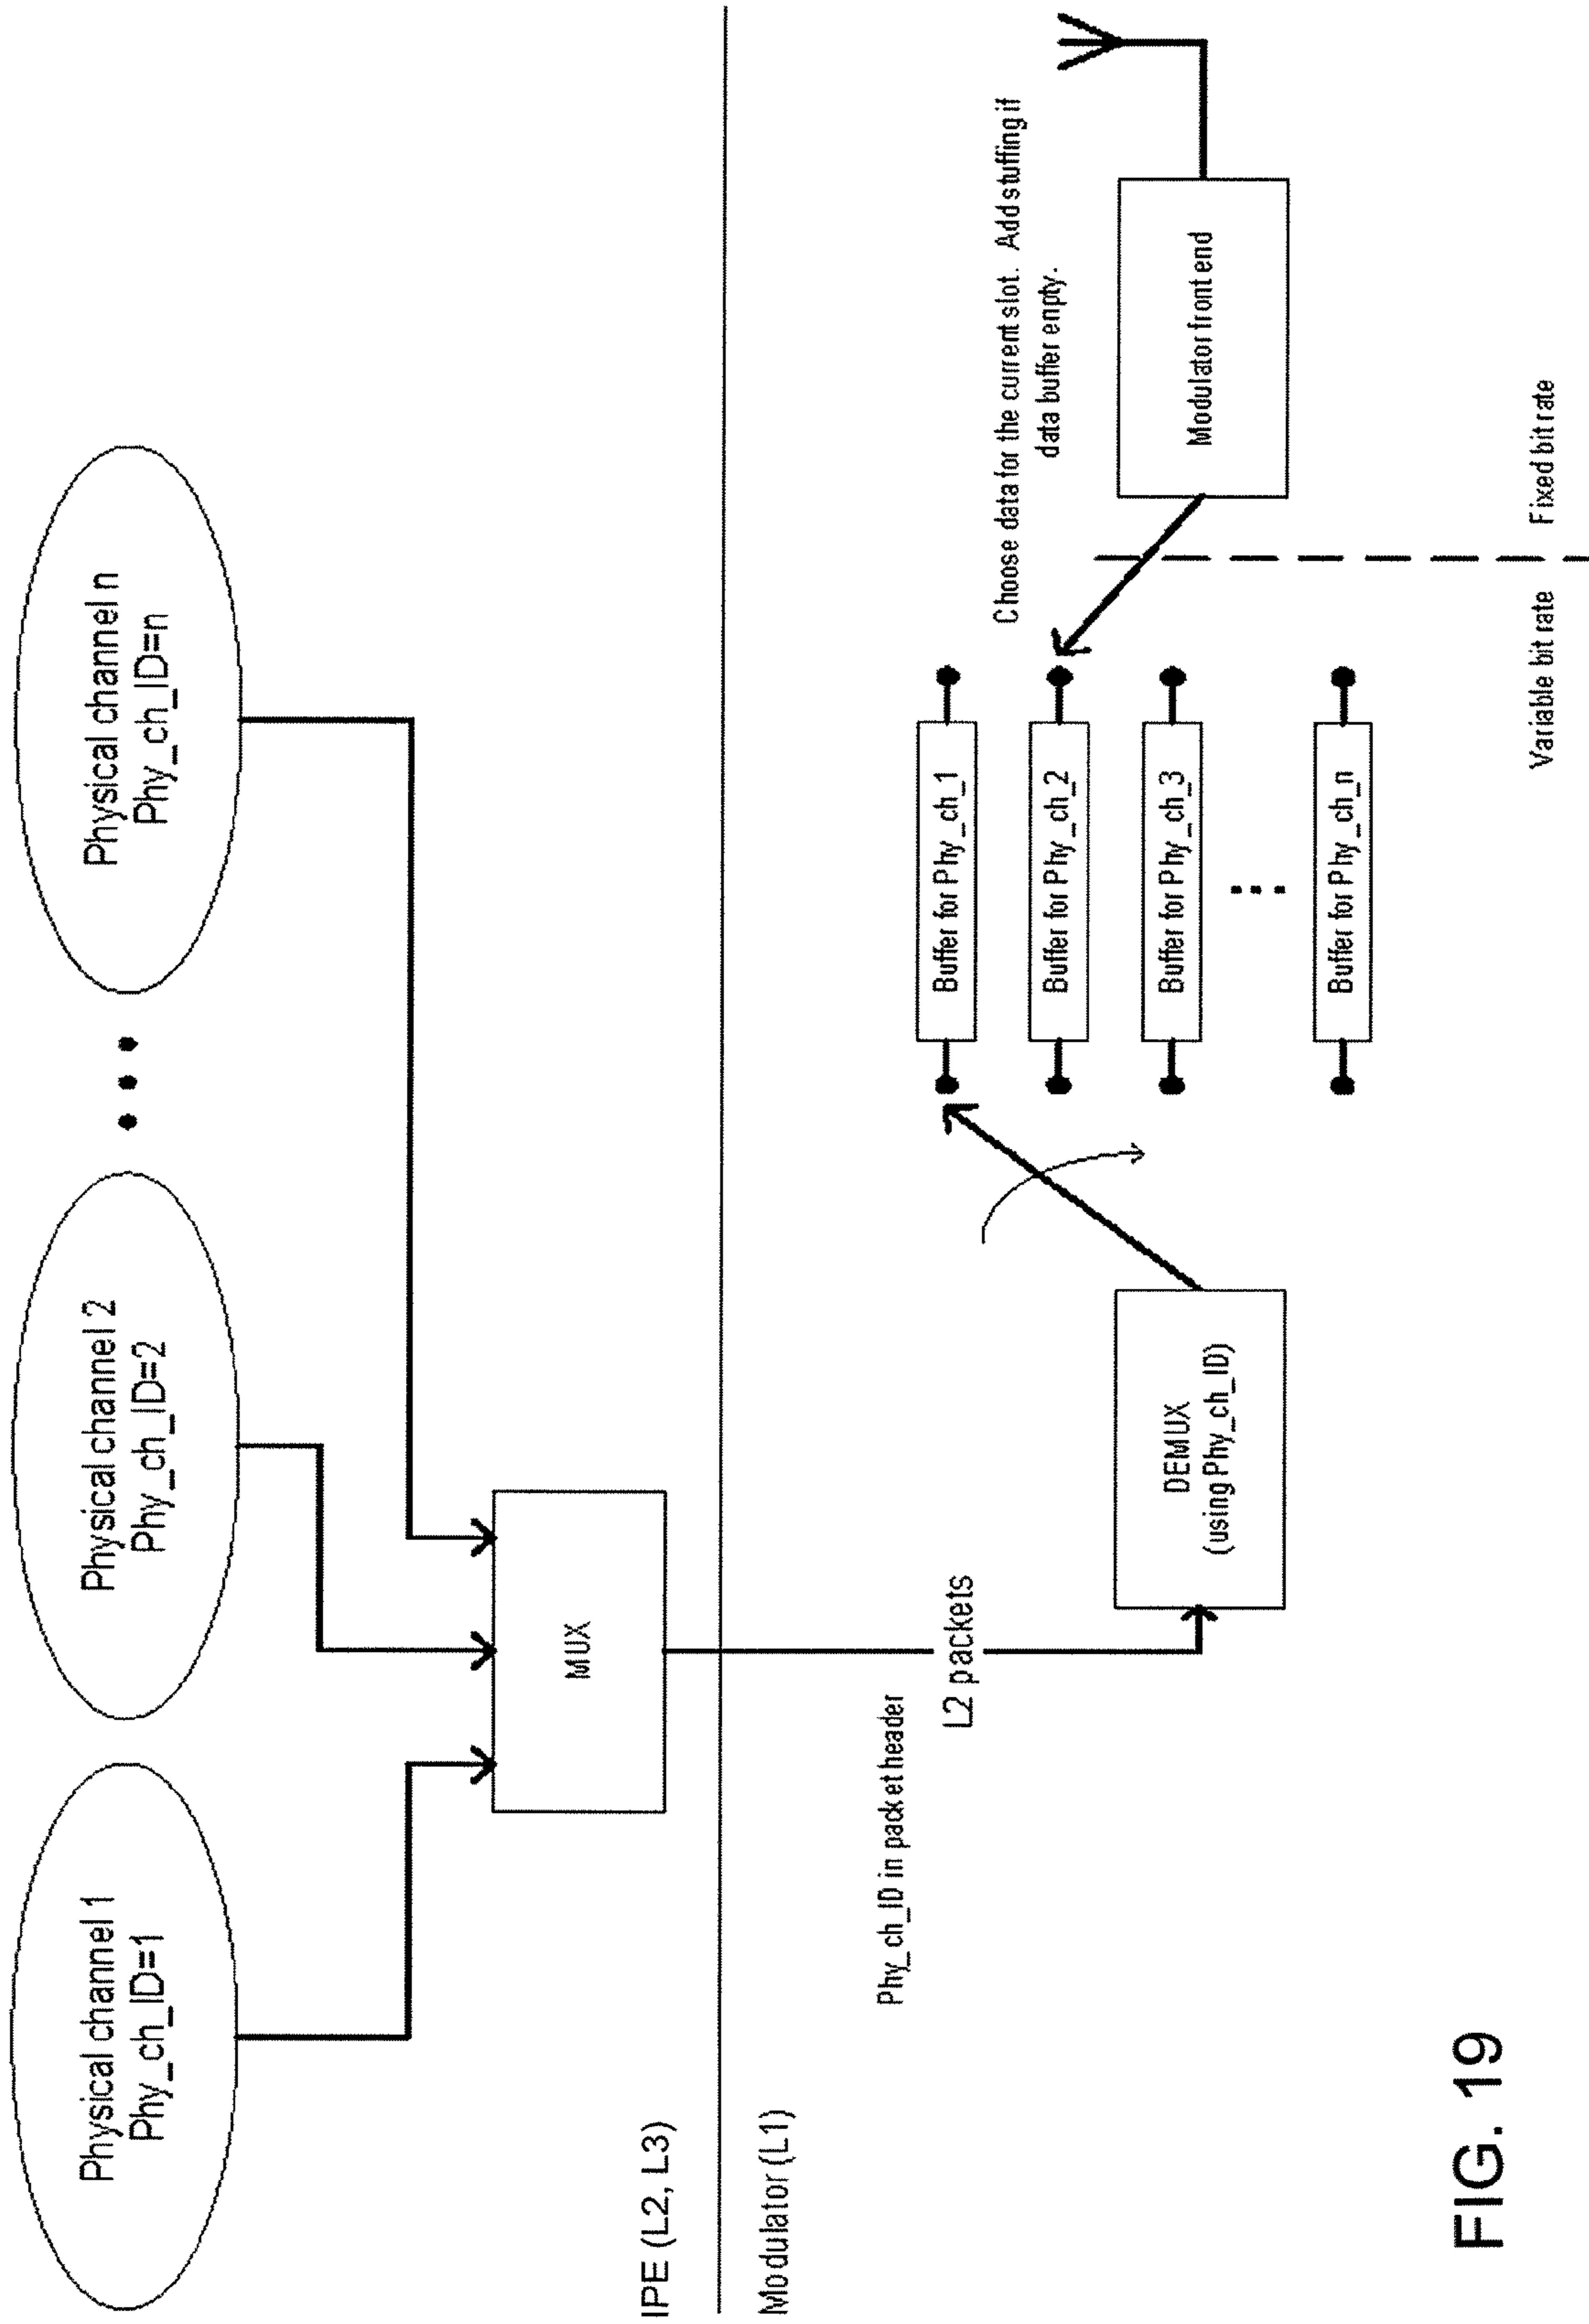 Physical channel 1
Phy_ch_ID=1
Physical channel 2
Phy_ch_ID=2
Physical channel n
Phy_ch_ID=n
MUX
IPE (L2, L3)
Modulator (L1)
Phy_ch_ID in packet header
L2 packets
DEMUX
(using Phy_ch_ID)
Buffer for Phy_ch_1
Buffer for Phy_ch_2
Buffer for Phy_ch_3
Buffer for Phy_ch_n
Choose data for the current slot. Add stuffing if
data buffer empty.
Modulator front end
Variable bit rate
Fixed bit rate
FIG. 19